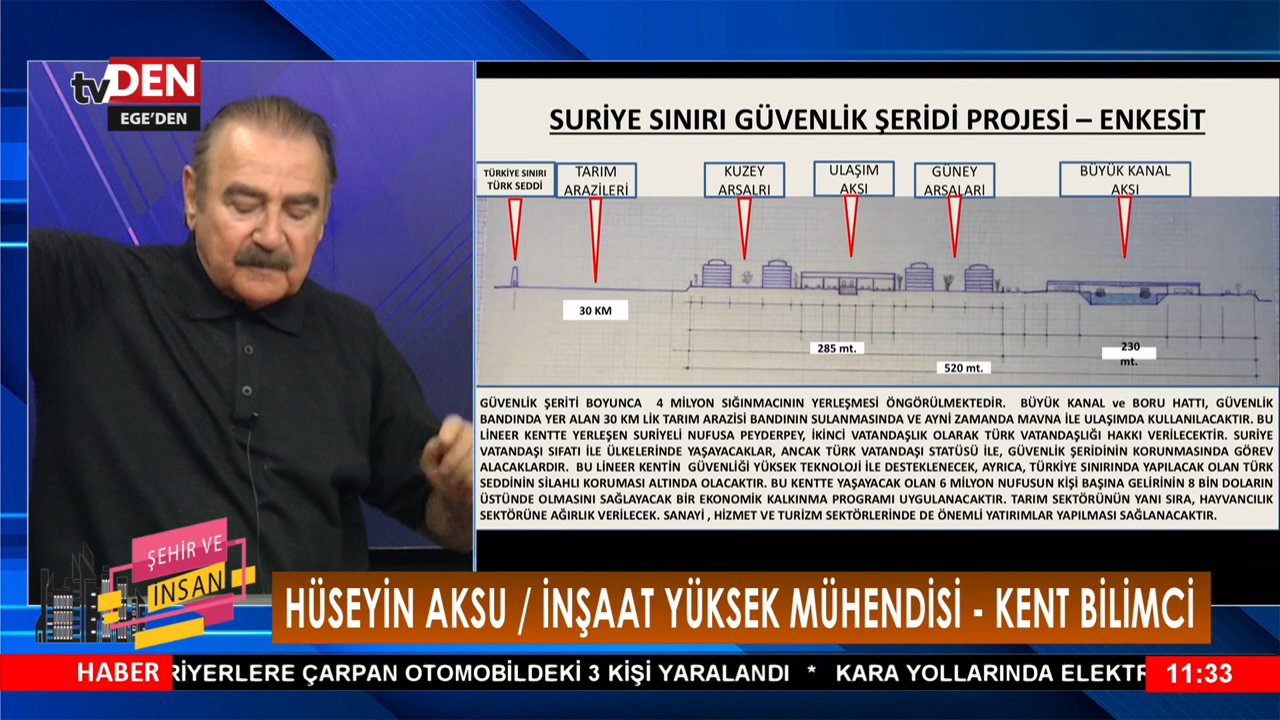 tvDEN
EGE'DEN
SURİYE SINIRI GÜVENLİK ŞERİDİ PROJESİ – ENKESİT
TÜRKİYE SINIRI
TÜRK SEDDİ
TARIM
ARAZİLERİ
KUZEY
ARSALRI
ULAŞIM
AKSI
GÜNEY
ARSALARI
BÜYÜK KANAL
AKSI
30 KM
285 mt.
520 mt.
230
mt.
GÜVENLİK ŞERİTİ BOYUNCA 4 MİLYON SIĞINMACININ YERLEŞMESİ ÖNGÖRÜLMEKTEDİR. BÜYÜK KANAL ve BORU HATTI, GÜVENLİK
BANDINDA YER ALAN 30 KM LİK TARIM ARAZİSİ BANDININ SULANMASINDA VE AYNİ ZAMANDA MAVNA İLE ULAŞIMDA KULLANILACAKTIR. BU
LİNEER KENTTE YERLEŞEN SURİYELİ NUFUSA PEYDERPEY, İKİNCİ VATANDAŞLIK OLARAK TÜRK VATANDAŞLIĞI HAKKI VERİLECEKTİR. SURİYE
VATANDAŞI SIFATI İLE ÜLKELERİNDE YAŞAYACAKLAR, ANCAK TÜRK VATANDAŞI STATÜSÜ İLE, GÜVENLİK ŞERİDİNİN KORUNMASINDA GÖREV
ALACAKLARDIR. BU LİNEER KENTİN GÜVENLİĞİ YÜKSEK TEKNOLOJİ İLE DESTEKLENECEK, AYRICA, TÜRKİYE SINIRINDA YAPILACAK OLAN TÜRK
SEDDİNİN SİLAHLI KORUMASI ALTINDA OLACAKTIR. BU KENTTE YAŞAYACAK OLAN 6 MİLYON NUFUSUN KİŞİ BAŞINA GELİRİNİN 8 BİN DOLARIN
ÜSTÜNDE OLMASINI SAĞLAYACAK BİR EKONOMİK KALKINMA PROGRAMI UYGULANACAKTIR. TARIM SEKTÖRÜNÜN YANI SIRA, HAYVANCILIK
SEKTÖRÜNE AĞIRLIK VERİLECEK. SANAYİ , HİZMET VE TURİZM SEKTÖRLERİNDE DE ÖNEMLİ YATIRIMLAR YAPILMASI SAĞLANACAKTIR.
ŞEHİR VE
İNSAN
HÜSEYİN AKSU / İNŞAAT YÜKSEK MÜHENDİSİ - KENT BİLİMCİ
HABER RİYERLERE ÇARPAN OTOMOBİLDEKİ 3 KİŞİ YARALANDI * KARA YOLLARINDA ELEKTR 11:33